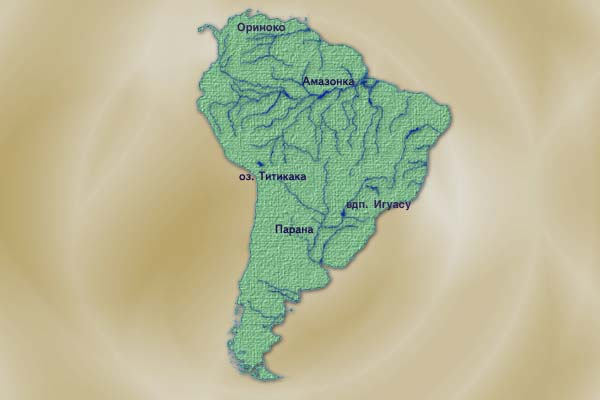 Ориноко
Амазонка
оз. Титикака
вдп. Игуасу
Парана